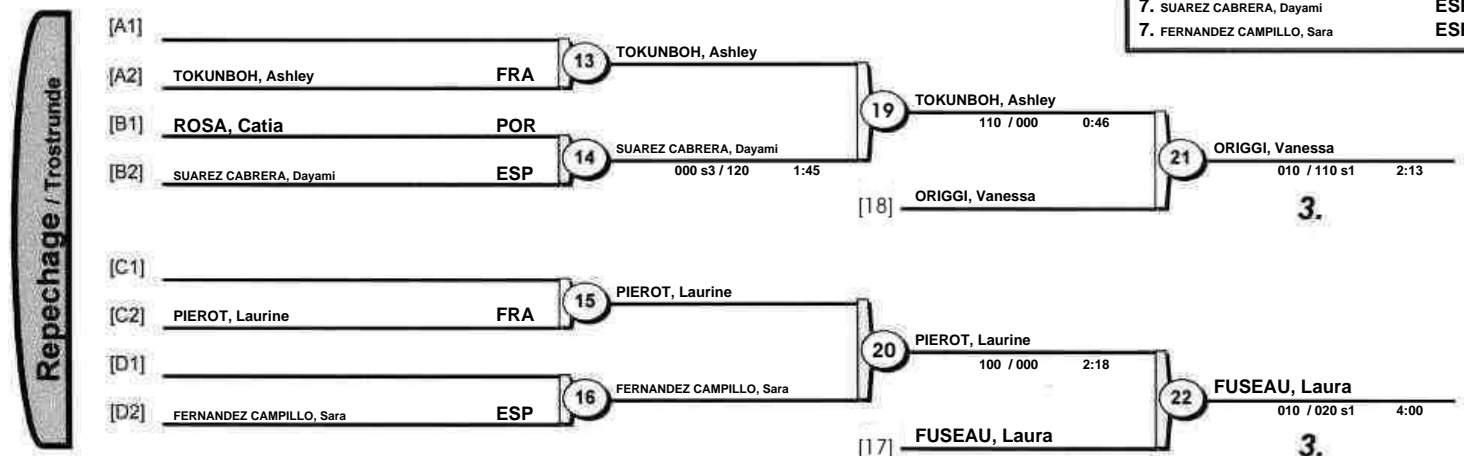 7. SUAREZ CABRERA, Dayami
7. FERNANDEZ CAMPILLO, Sara ES
Repechage / Trostrunde
[A1]
[A2] TOKUNBOH, Ashley FRA
13 TOKUNBOH, Ashley
[B1] ROSA, Catia POR
[B2] SUAREZ CABRERA, Dayami ESP
14 SUAREZ CABRERA, Dayami
000 s3 / 120 1:45
19 TOKUNBOH, Ashley
110 / 000 0:46
[18] ORIGGI, Vanessa
21 ORIGGI, Vanessa
010 / 110 s1 2:13
3.
[C1]
[C2] PIEROT, Laurine FRA
15 PIEROT, Laurine
[D1]
[D2] FERNANDEZ CAMPILLO, Sara ESP
16 FERNANDEZ CAMPILLO, Sara
20 PIEROT, Laurine
100 / 000 2:18
[17] FUSEAU, Laura
22 FUSEAU, Laura
010 / 020 s1 4:00
3.